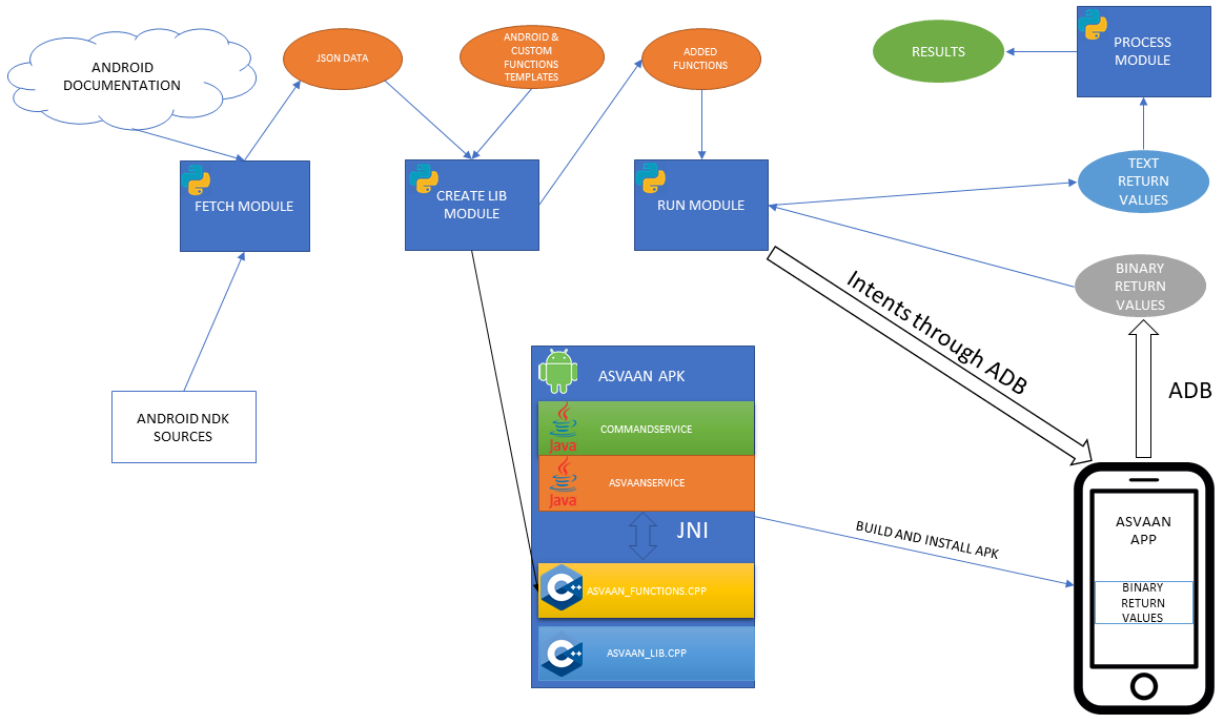 ANDROID
DOCUMENTATION
JSON DATA
ANDROID &
CUSTOM
FUNCTIONS
TEMPLATES
ADDED
FUNCTIONS
RESULTS
PROCESS
MODULE
FETCH MODULE
CREATE LIB
MODULE
RUN MODULE
TEXT
RETURN
VALUES
BINARY
RETURN
VALUES
Intents through ADB
ADB
ANDROID NDK
SOURCES
ASVAAN APK
Java
COMMANDSERVICE
Java
ASVAANSERVICE
JNI
C++
ASVAAN_FUNCTIONS.CPP
C++
ASVAAN_LIB.CPP
BUILD AND INSTALL APK
ASVAAN
APP
BINARY
RETURN
VALUES